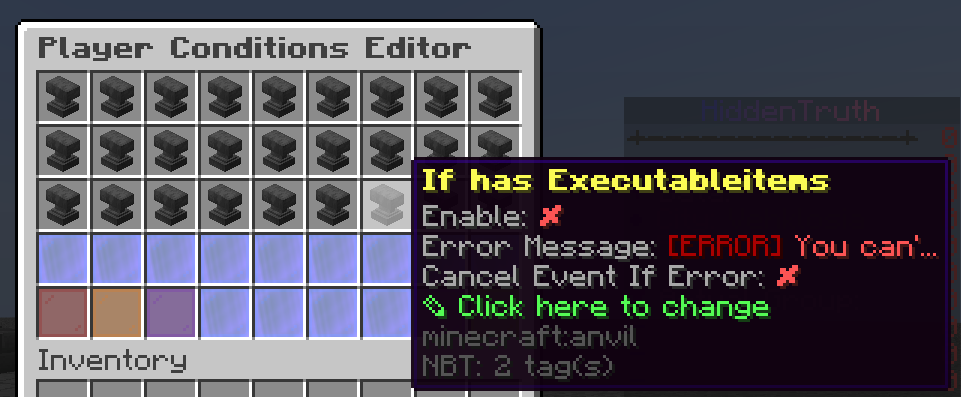 Player Conditions Editor
HiddenTruth
If has Executableitems
Enable: ✘
Error Message: [ERROR] You can'...
Cancel Event If Error: ✘
✎ Click here to change
minecraft:anvil
NBT: 2 tag(s)
Inventory